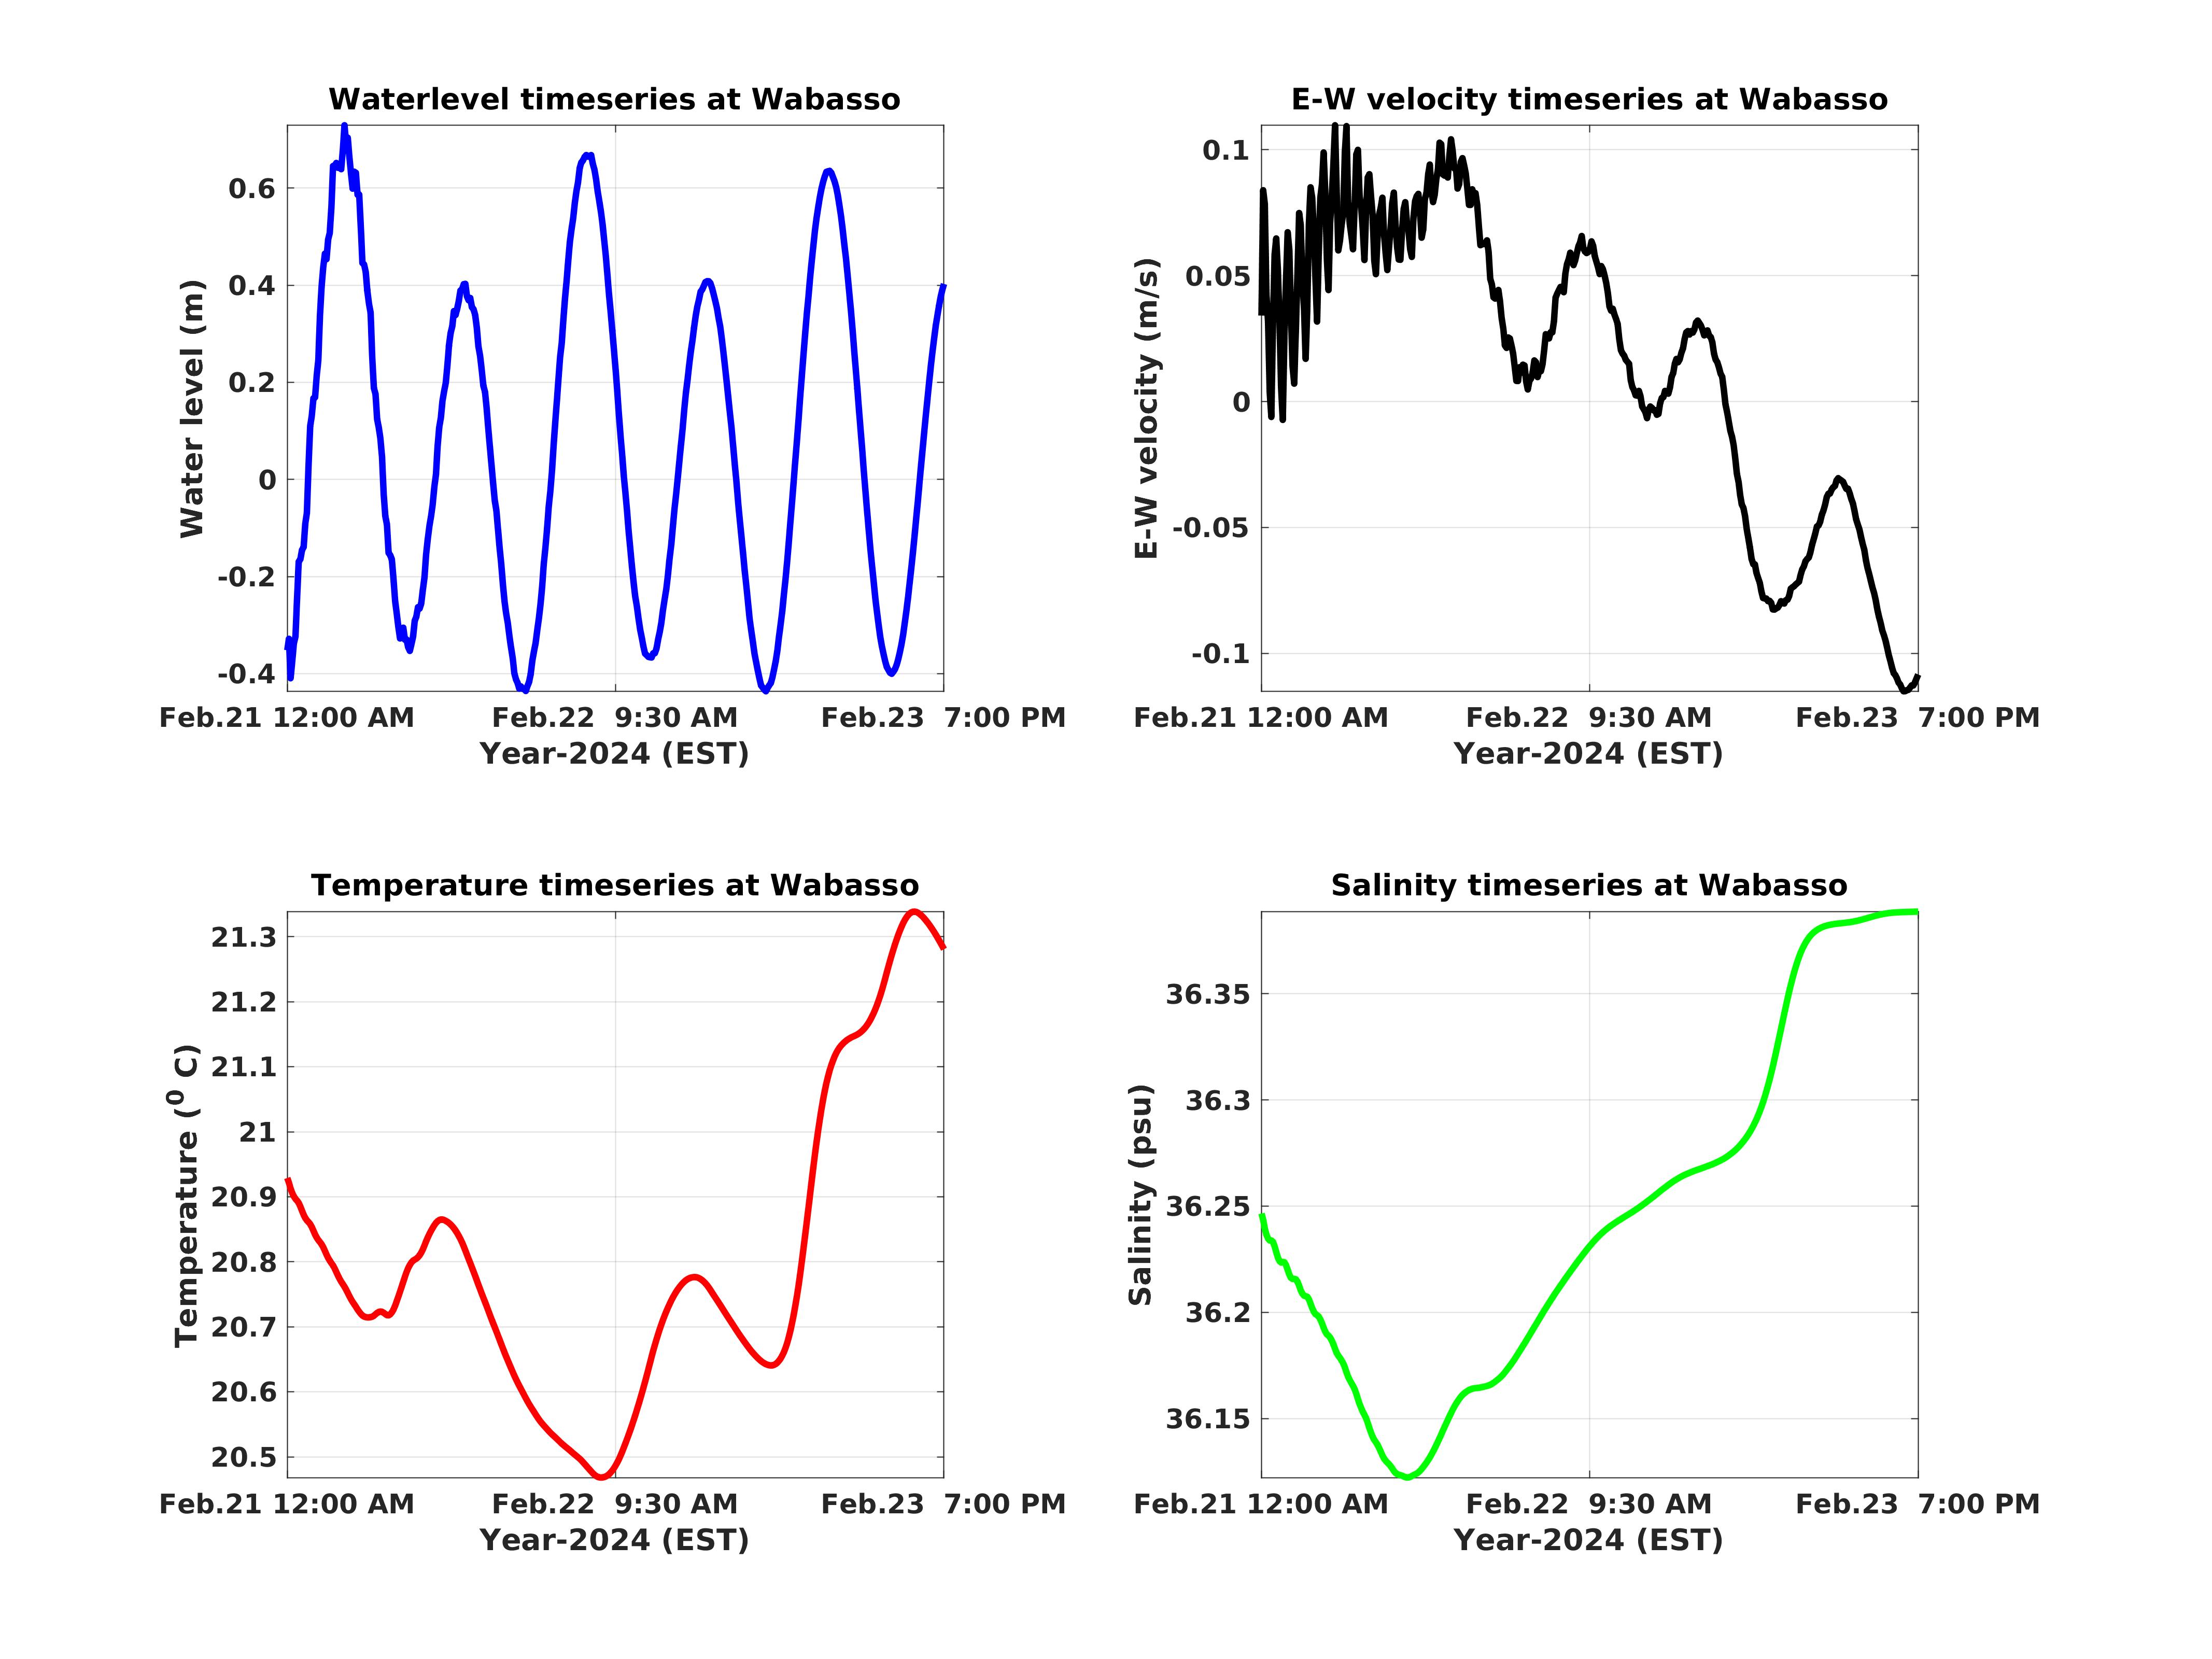 Waterlevel timeseries at Wabasso
0.6
0.4
0.2
0
-0.2
-0.4
Water level (m)
Feb.21 12:00 AM Feb.22 9:30 AM Feb.23 7:00 PM
Year-2024 (EST)
E-W velocity timeseries at Wabasso
0.1
0.05
0
-0.05
-0.1
E-W velocity (m/s)
Feb.21 12:00 AM Feb.22 9:30 AM Feb.23 7:00 PM
Year-2024 (EST)
Temperature timeseries at Wabasso
21.3
21.2
21.1
21
20.9
20.8
20.7
20.6
20.5
Temperature (⁰ C)
Feb.21 12:00 AM Feb.22 9:30 AM Feb.23 7:00 PM
Year-2024 (EST)
Salinity timeseries at Wabasso
36.35
36.3
36.25
36.2
36.15
Salinity (psu)
Feb.21 12:00 AM Feb.22 9:30 AM Feb.23 7:00 PM
Year-2024 (EST)